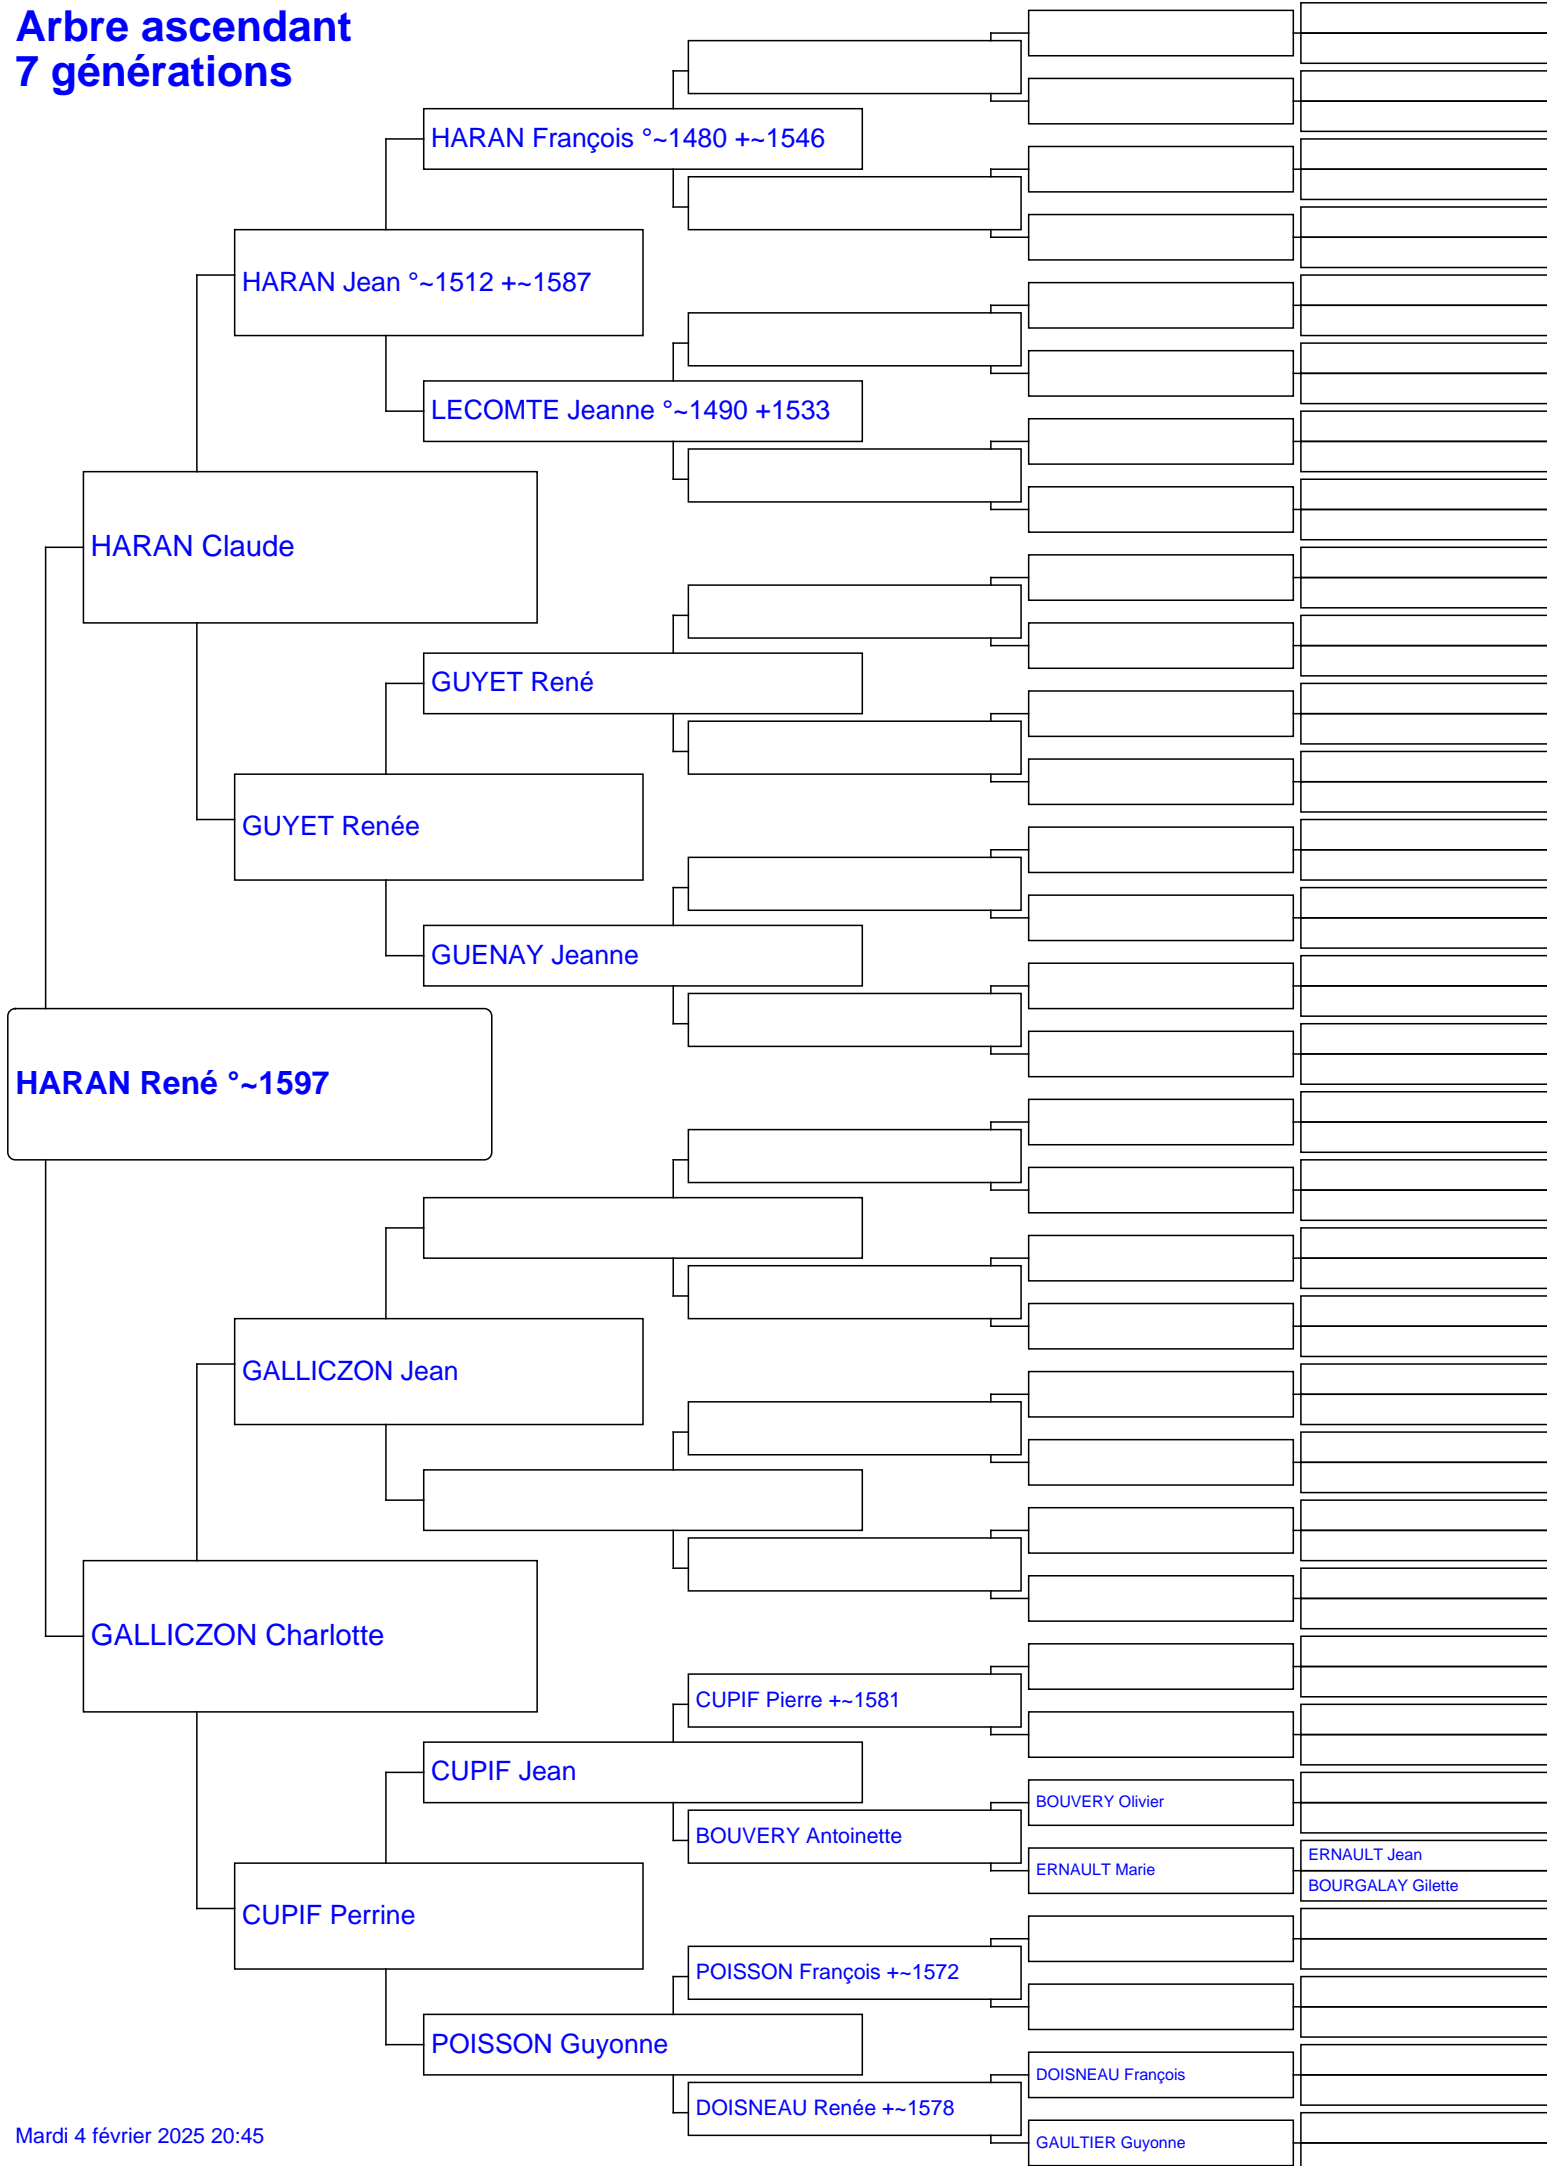 Arbre ascendant
7 générations
HARAN François °~1480 +~1546
HARAN Jean °~1512 +~1587
LECOMTE Jeanne °~1490 +1533
HARAN Claude
GUYET René
GUYET Renée
GUENAY Jeanne
HARAN René °~1597
GALLICZON Jean
GALLICZON Charlotte
CUPIF Pierre +~1581
CUPIF Jean
BOUVERY Olivier
BOUVERY Antoinette
ERNAULT Jean
ERNAULT Marie
BOURGALAY Gilette
CUPIF Perrine
POISSON François +~1572
POISSON Guyonne
DOISNEAU François
DOISNEAU Renée +~1578
GAULTIER Guyonne
Mardi 4 février 2025 20:45